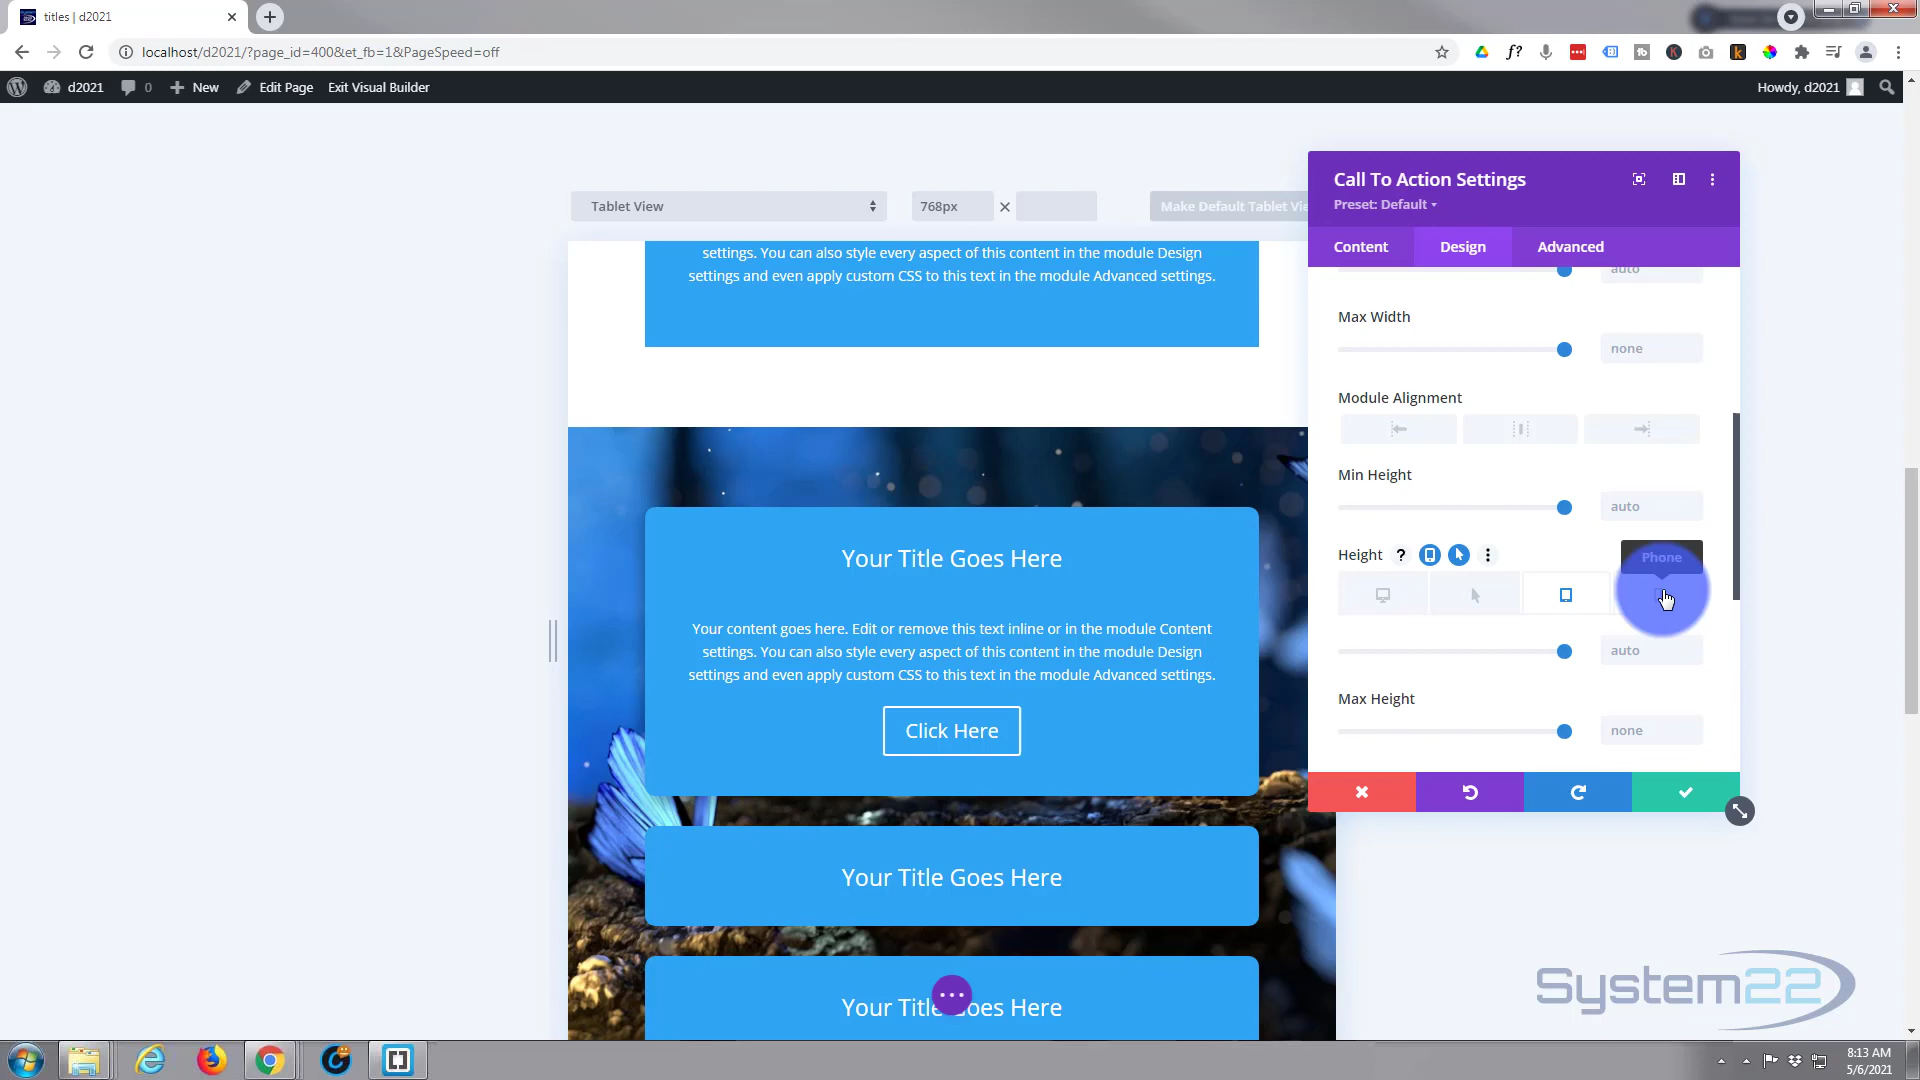 titles | d2021
localhost/d2021/?page_id=400&et_fb=1&PageSpeed=off
d2021 0 New Edit Page Exit Visual Builder Howdy, d2021
Tablet View 768px Make Default Tablet Vie
settings. You can also style every aspect of this content in the module Design
settings and even apply custom CSS to this text in the module Advanced settings.
Your Title Goes Here
Your content goes here. Edit or remove this text inline or in the module Content
settings. You can also style every aspect of this content in the module Design
settings and even apply custom CSS to this text in the module Advanced settings.
Click Here
Your Title Goes Here
Your Title Goes Here
Call To Action Settings
Preset: Default
Content Design Advanced
auto
Max Width
none
Module Alignment
Min Height
auto
Height ? Phone
auto
Max Height
none
System22
8:13 AM
5/6/2021